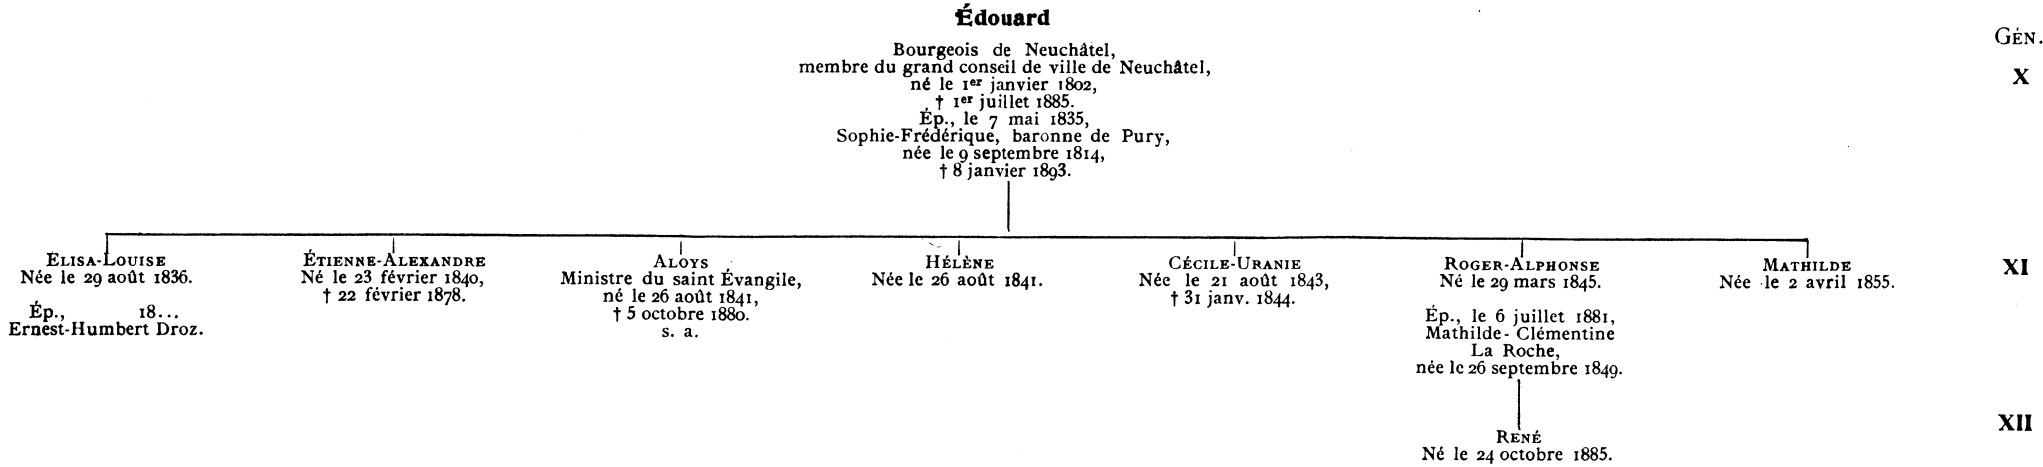 Édouard
Bourgeois de Neuchâtel,
membre du grand conseil de ville de Neuchâtel,
né le 1er janvier 1802,
† 1er juillet 1885.
Ép., le 7 mai 1835,
Sophie-Frédérique, baronne de Pury,
née le 9 septembre 1814,
† 8 janvier 1893.
GÉN.
X
ÉLISA-LOUISE
Née le 29 août 1836.
Ép., 18...
Ernest-Humbert Droz.
ÉTIENNE-ALEXANDRE
Né le 23 février 1840,
† 22 février 1878.
ALOYS
Ministre du saint Évangile,
né le 26 août 1841,
† 5 octobre 1880.
s. a.
HÉLÈNE
Née le 26 août 1841.
CÉCILE-URANIE
Née le 21 août 1843,
† 31 janv. 1844.
ROGER-ALPHONSE
Né le 29 mars 1845.
Ép., le 6 juillet 1881,
Mathilde-Clémentine
La Roche,
née le 26 septembre 1849.
MATHILDE
Née le 2 avril 1855.
XI
RENÉ
Né le 24 octobre 1885.
XII